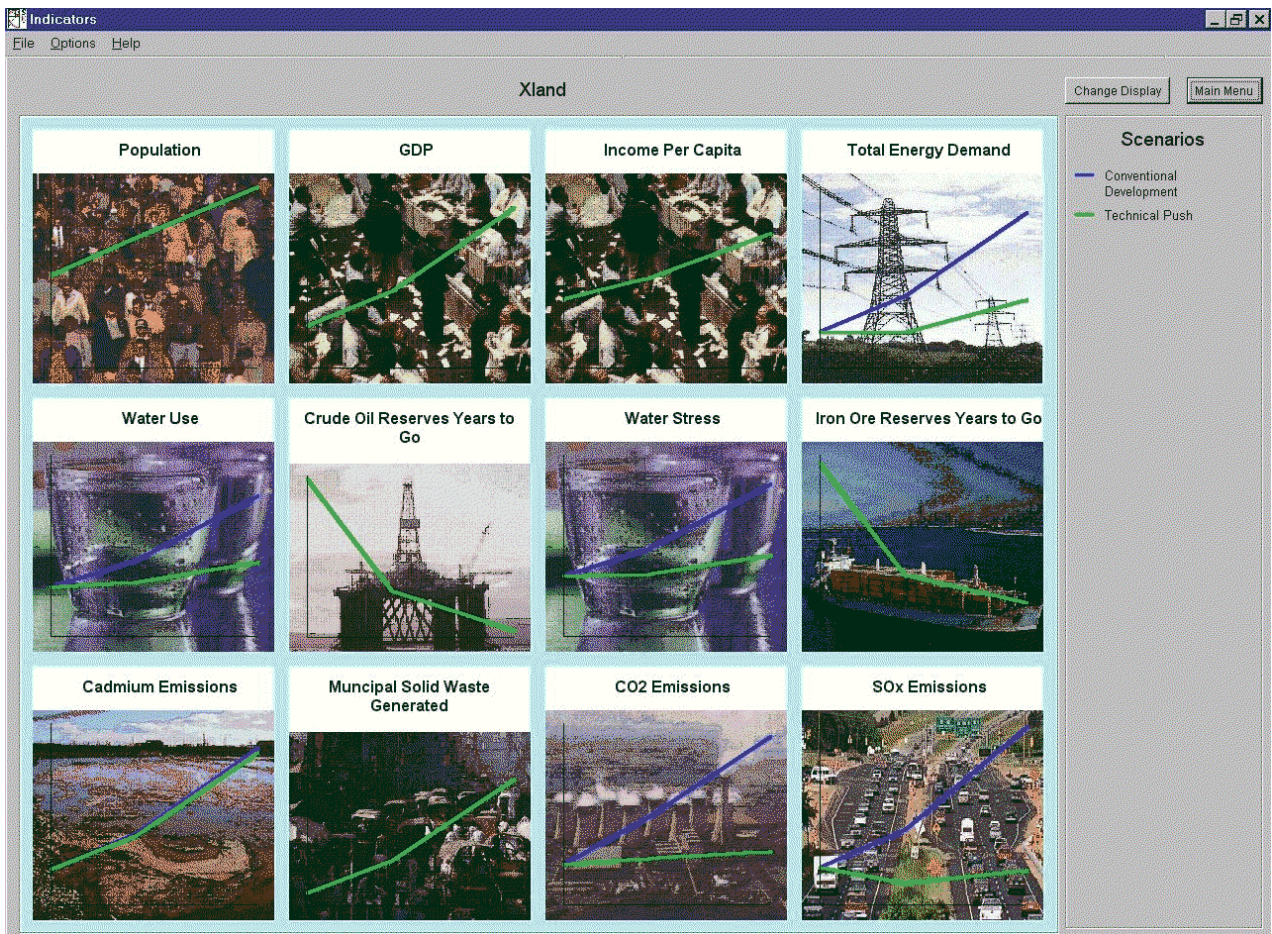 Indicators
File Options Help
Xland
Change Display
Main Menu
Population
GDP
Income Per Capita
Total Energy Demand
Scenarios
Conventional
Development
Technical Push
Water Use
Crude Oil Reserves Years to
Go
Water Stress
Iron Ore Reserves Years to Go
Cadmium Emissions
Muncipal Solid Waste
Generated
CO2 Emissions
SOx Emissions